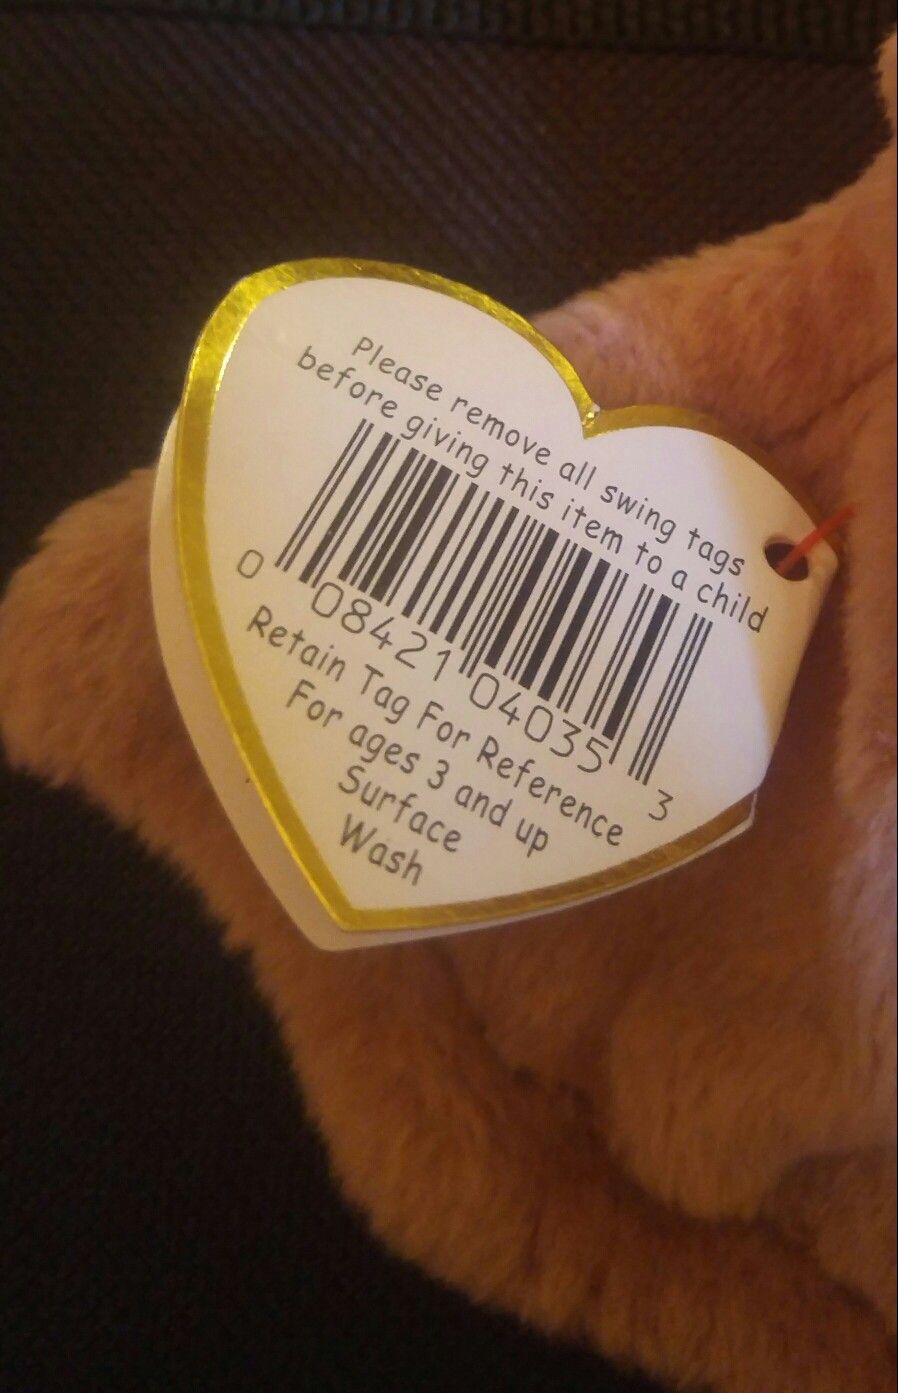 Please remove all swing tags
before giving this item to a child
0 08421 04035 3
Retain Tag For Reference
For ages 3 and up
Surface
Wash